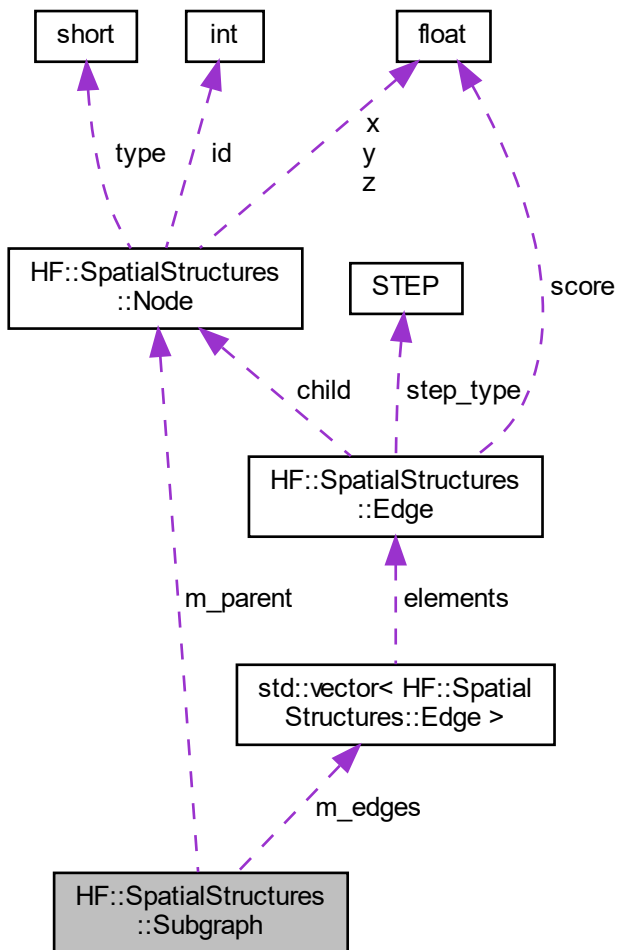 short
int
float
type
id
x
y
z
HF::SpatialStructures
::Node
STEP
score
child
step_type
HF::SpatialStructures
::Edge
m_parent
elements
std::vector< HF::Spatial
Structures::Edge >
m_edges
HF::SpatialStructures
::Subgraph